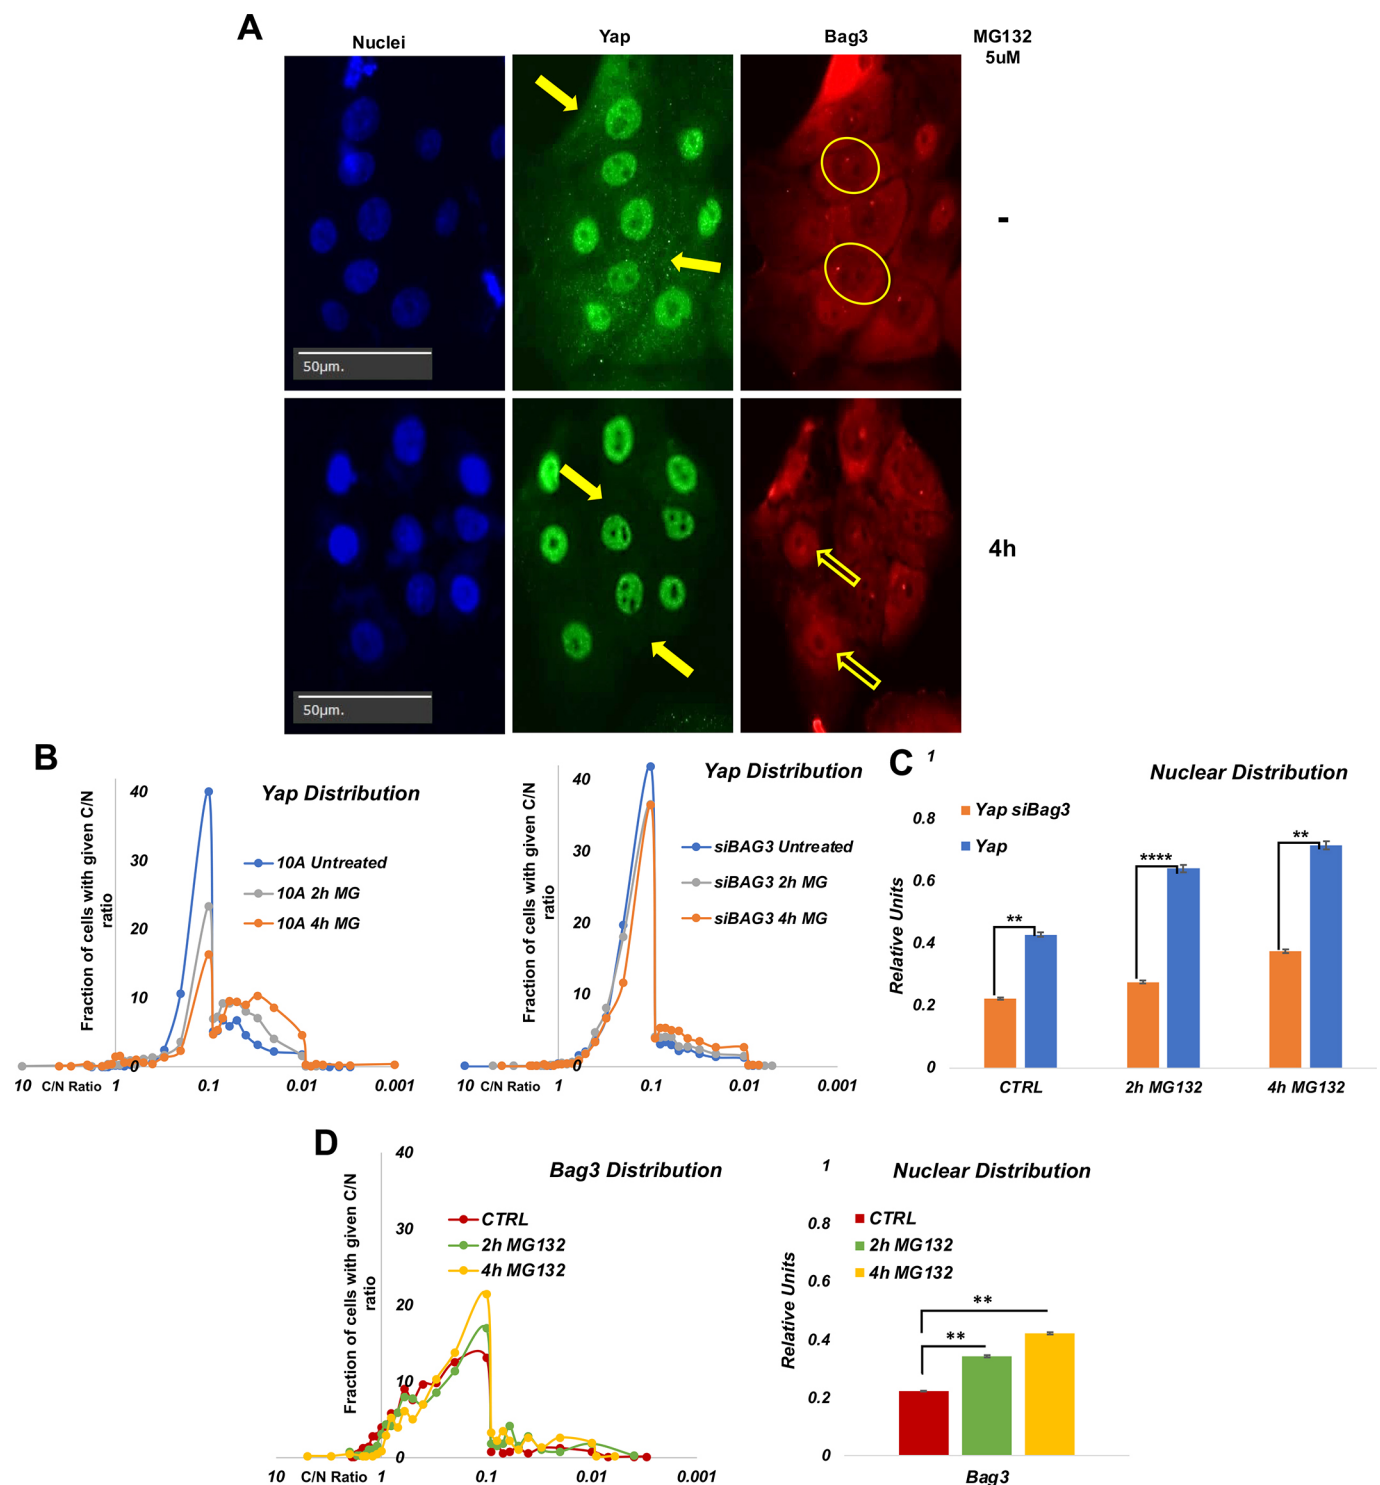 A
Nuclei
Yap
Bag3
MG132
5uM
50µm.
-
50µm.
4h
B
Yap Distribution
Fraction of cells with given C/N
ratio
40
30
20
10
0
10A Untreated
10A 2h MG
10A 4h MG
10 C/N Ratio 1 0.1 0.01 0.001
Yap Distribution
Fraction of cells with given C/N
ratio
40
30
20
10
0
siBAG3 Untreated
siBAG3 2h MG
siBAG3 4h MG
10 C/N Ratio 1 0.1 0.01 0.001
C
Nuclear Distribution
Relative Units
1
0.8
0.6
0.4
0.2
0
Yap siBag3
Yap
**
****
**
CTRL 2h MG132 4h MG132
D
Bag3 Distribution
Fraction of cells with given C/N
ratio
40
30
20
10
0
CTRL
2h MG132
4h MG132
10 C/N Ratio 1 0.1 0.01 0.001
Nuclear Distribution
Relative Units
1
0.8
0.6
0.4
0.2
0
CTRL
2h MG132
4h MG132
**
**
Bag3